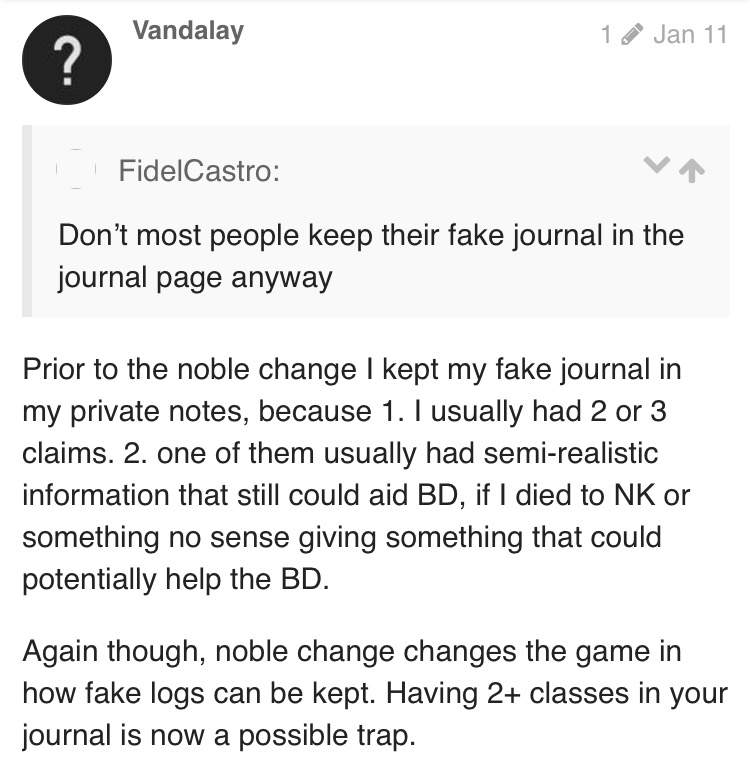 Vandalay
1 Jan 11
FidelCastro:
Don’t most people keep their fake journal in the
journal page anyway
Prior to the noble change I kept my fake journal in
my private notes, because 1. I usually had 2 or 3
claims. 2. one of them usually had semi-realistic
information that still could aid BD, if I died to NK or
something no sense giving something that could
potentially help the BD.
Again though, noble change changes the game in
how fake logs can be kept. Having 2+ classes in your
journal is now a possible trap.